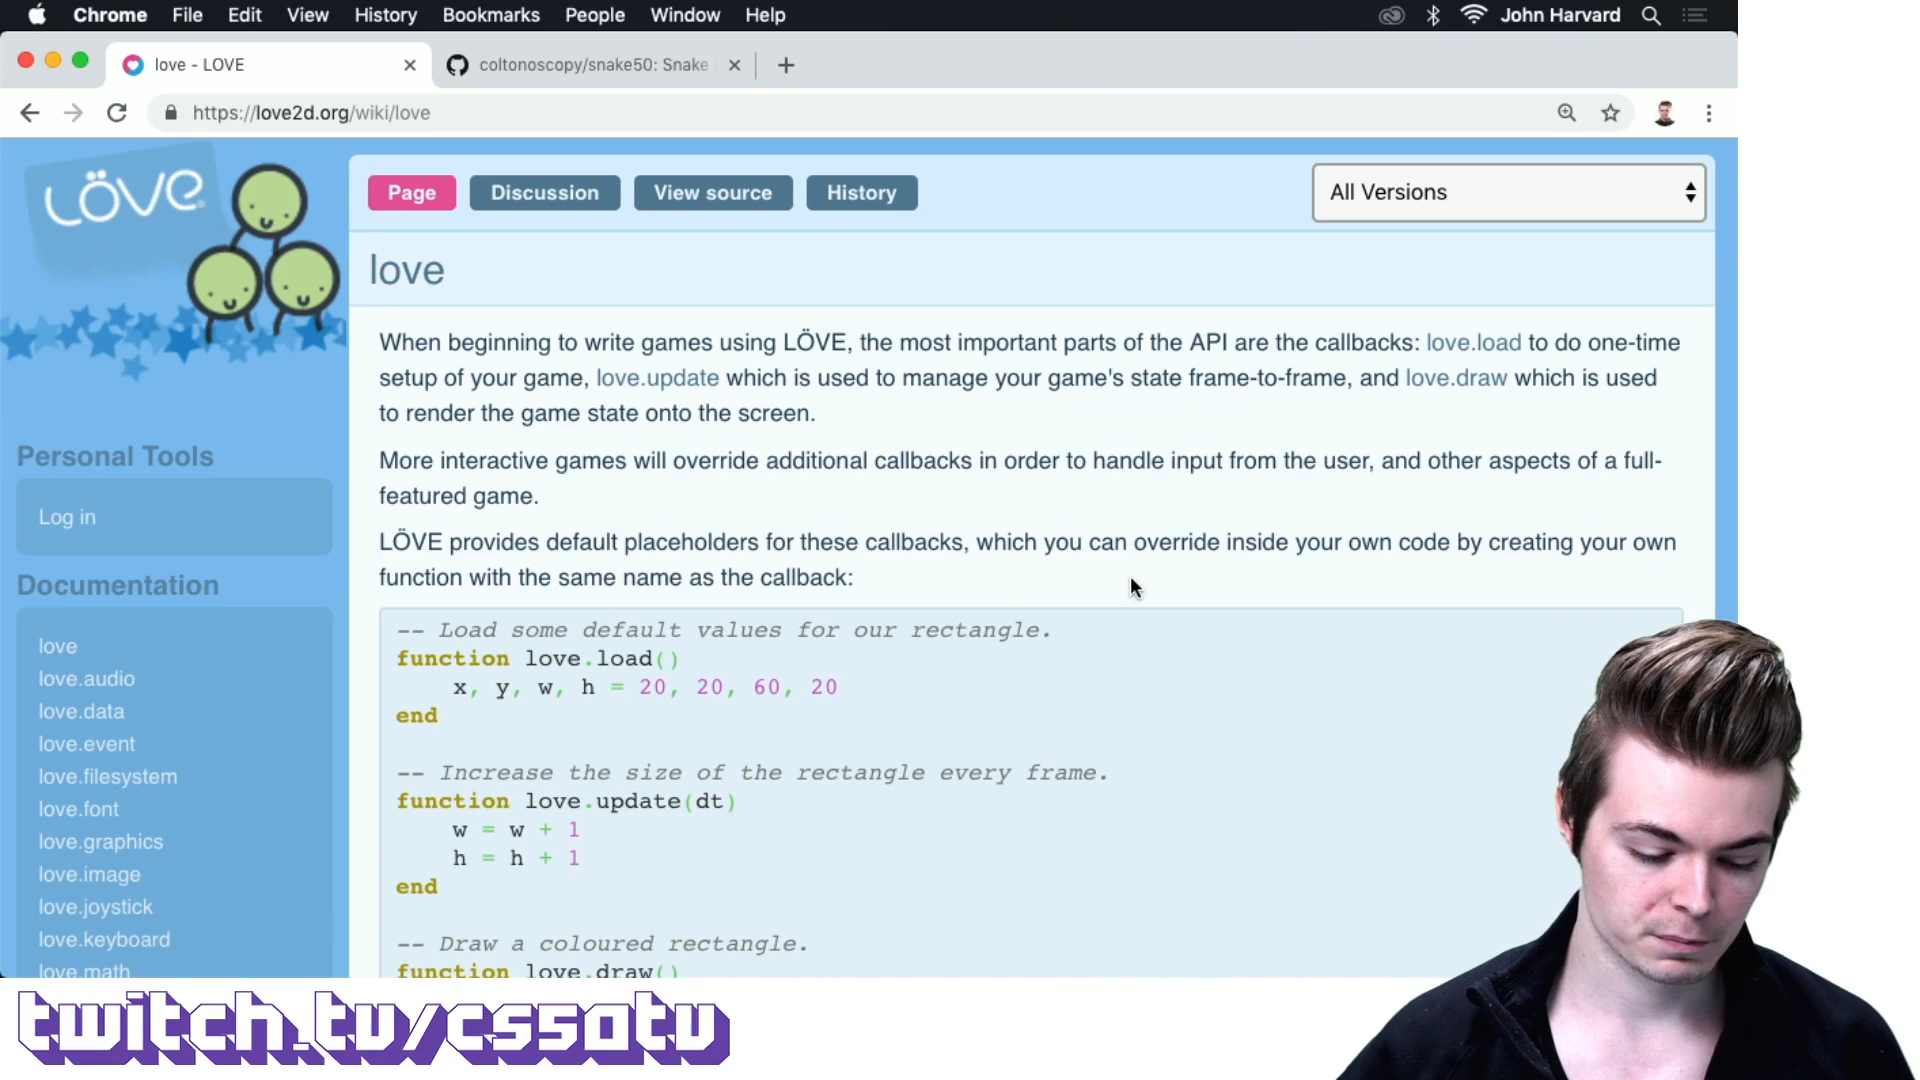 Chrome File Edit View History Bookmarks People Window Help John Harvard
love - LOVE
coltonoscopy/snake50: Snake
https://love2d.org/wiki/love
LÖVE
Page Discussion View source History All Versions
love
When beginning to write games using LÖVE, the most important parts of the API are the callbacks: love.load to do one-time
setup of your game, love.update which is used to manage your game's state frame-to-frame, and love.draw which is used
to render the game state onto the screen.
More interactive games will override additional callbacks in order to handle input from the user, and other aspects of a full-
featured game.
LÖVE provides default placeholders for these callbacks, which you can override inside your own code by creating your own
function with the same name as the callback:
-- Load some default values for our rectangle.
function love.load()
x, y, w, h = 20, 20, 60, 20
end
-- Increase the size of the rectangle every frame.
function love.update(dt)
w = w + 1
h = h + 1
end
-- Draw a coloured rectangle.
function love.draw()
Personal Tools
Log in
Documentation
love
love.audio
love.data
love.event
love.filesystem
love.font
love.graphics
love.image
love.joystick
love.keyboard
love.math
twitch.tv/cs50tv